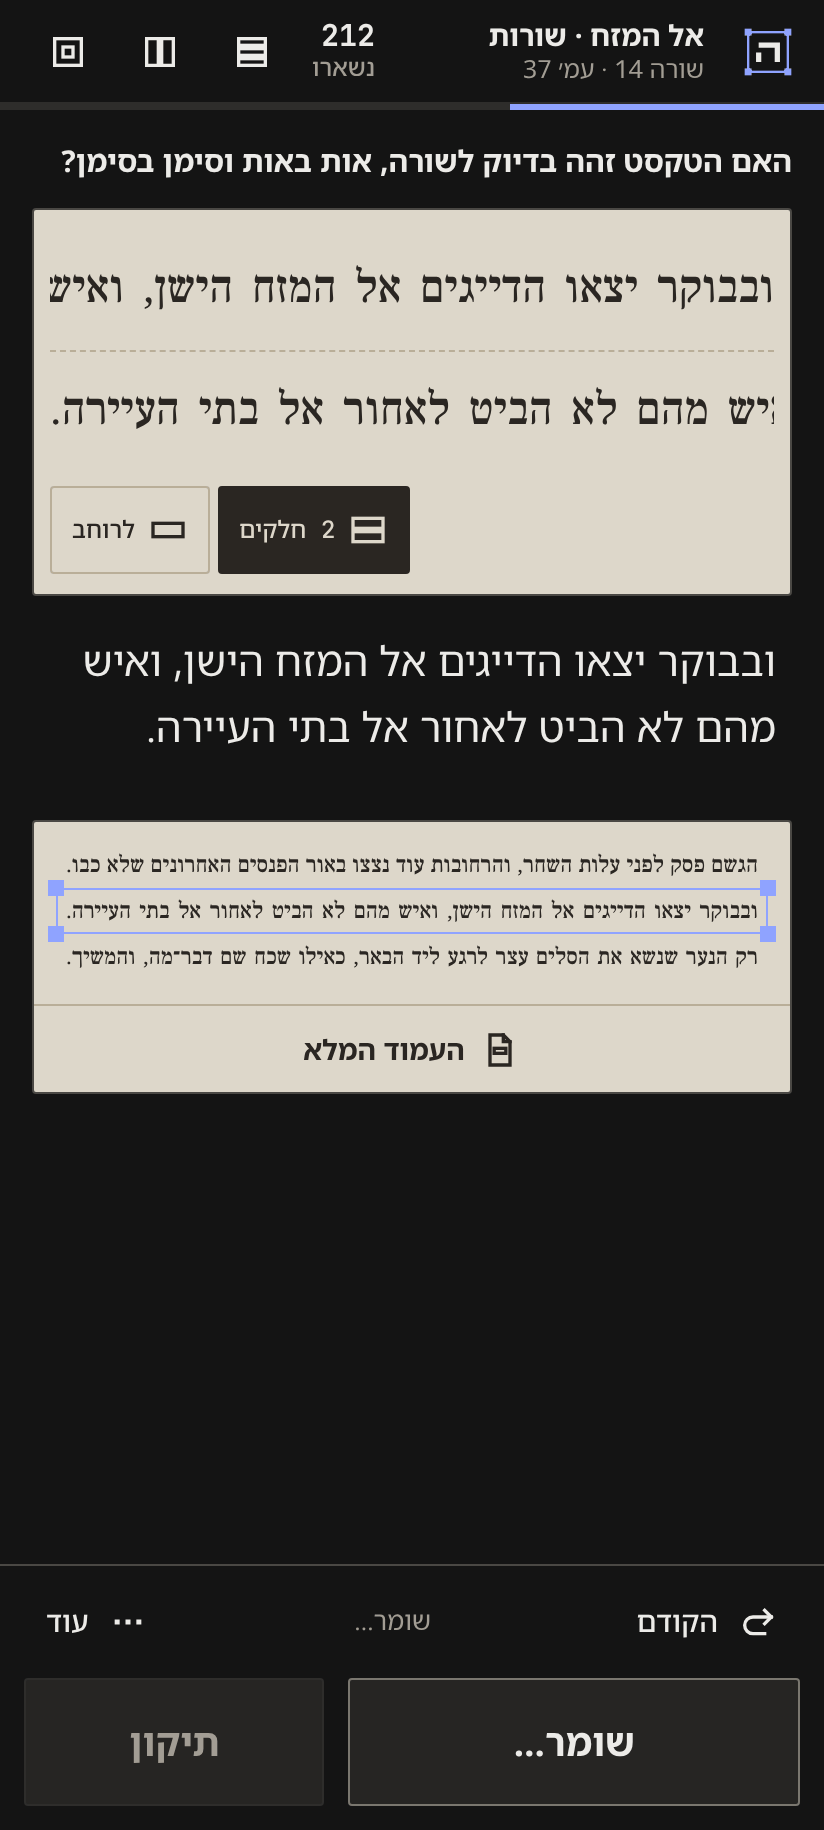 ה
אל המזח · שורות
שורה 14 · עמ׳ 37
212
נשארו
האם הטקסט זהה בדיוק לשורה, אות באות וסימן בסימן?
ובבוקר יצאו הדייגים אל המזח הישן, ואיש
איש מהם לא הביט לאחור אל בתי העיירה.
2 חלקים
לרוחב
ובבוקר יצאו הדייגים אל המזח הישן, ואיש
מהם לא הביט לאחור אל בתי העיירה.
הגשם פסק לפני עלות השחר, והרחובות עוד נצצו באור הפנסים האחרונים שלא כבו.
ובבוקר יצאו הדייגים אל המזח הישן, ואיש מהם לא הביט לאחור אל בתי העיירה.
רק הנער שנשא את הסלים עצר לרגע ליד הבאר, כאילו שכח שם דבר־מה, והמשיך.
העמוד המלא
הקודם
שומר...
עוד
שומר...
תיקון